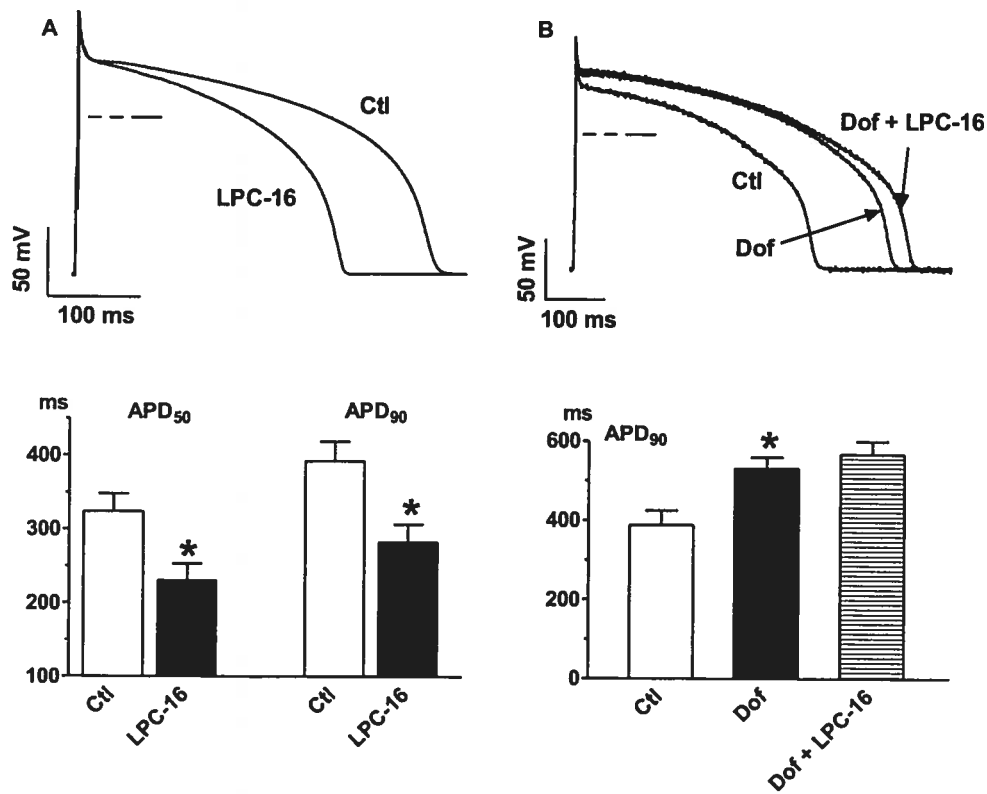 A
Ctl
LPC-16
50 mV
100 ms
B
Dof + LPC-16
Ctl
Dof
50 mV
100 ms
ms
APD50
APD90
400
300
200
100
*
*
Ctl
LPC-16
Ctl
LPC-16
ms
APD90
600
400
200
0
*
Ctl
Dof
Dof + LPC-16